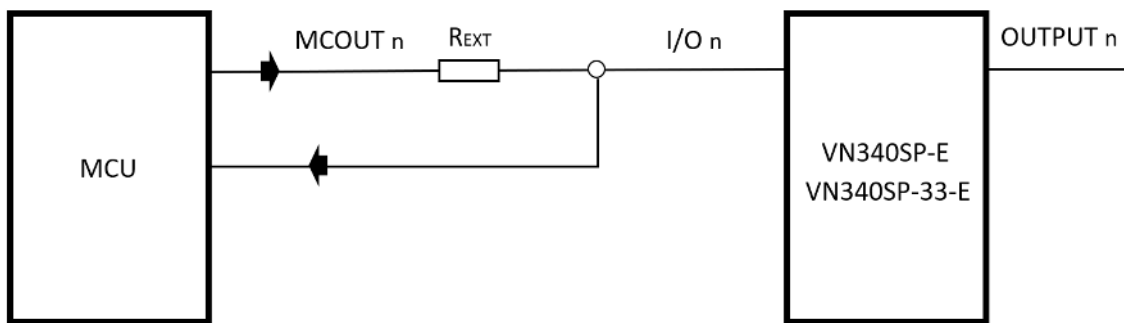 MCOUT n
REXT
I/O n
OUTPUT n
MCU
VN340SP-E
VN340SP-33-E